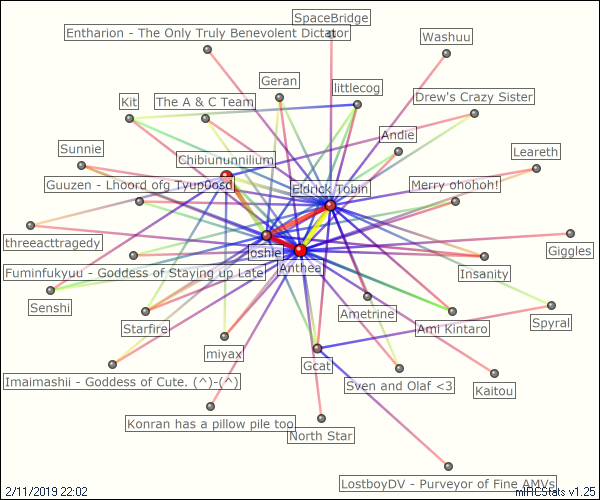 SpaceBridge
Entharion - The Only Truly Benevolent Dictator
Washuu
Geran
littlecog
Drew's Crazy Sister
Kit
The A & C Team
Andie
Sunnie
Chibiununnilium
Leareth
Guuzen - Lhoord ofg Tyup0osd
Eldrick Tobin
Merry ohohoh!
threeacttragedy
Joshie
Giggles
Fuminfukyuu - Goddess of Staying up Late
Anthea
Insanity
Senshi
Starfire
Ametrine
Ami Kintaro
Spyral
miyax
Gcat
Imaimashii - Goddess of Cute. (^)-(^)
Sven and Olaf <3
Kaitou
Konran has a pillow pile too
North Star
LostboyDV - Purveyor of Fine AMVs
2/11/2019 22:02
mIRCStats v1.25